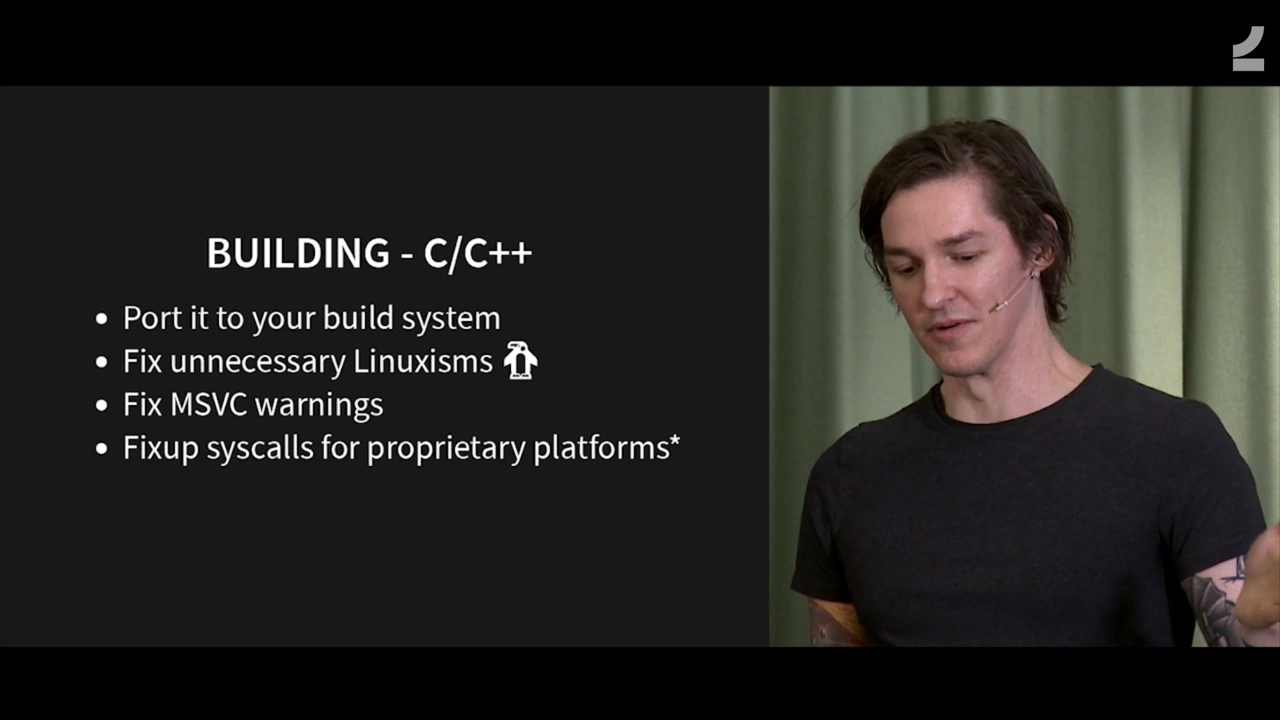 BUILDING - C/C++
Port it to your build system
Fix unnecessary Linuxisms
Fix MSVC warnings
Fixup syscalls for proprietary platforms*